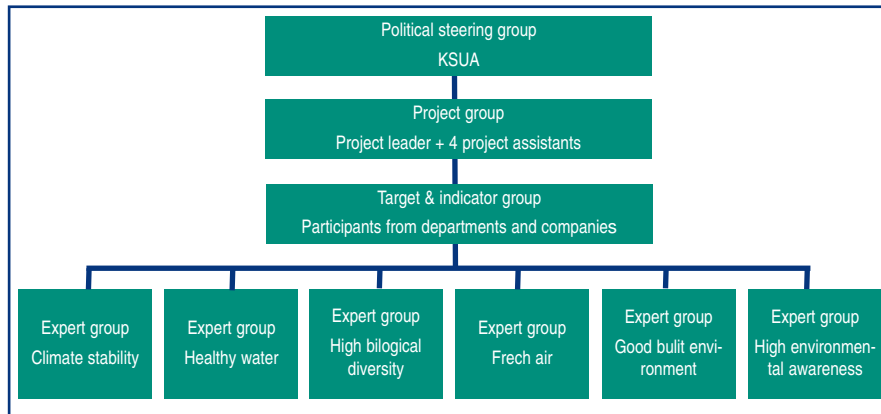 Political steering group
KSUA
Project group
Project leader + 4 project assistants
Target & indicator group
Participants from departments and companies
Expert group
Climate stability
Expert group
Healthy water
Expert group
High bilogical
diversity
Expert group
Frech air
Expert group
Good bulit envi-
ronment
Expert group
High environmen-
tal awareness